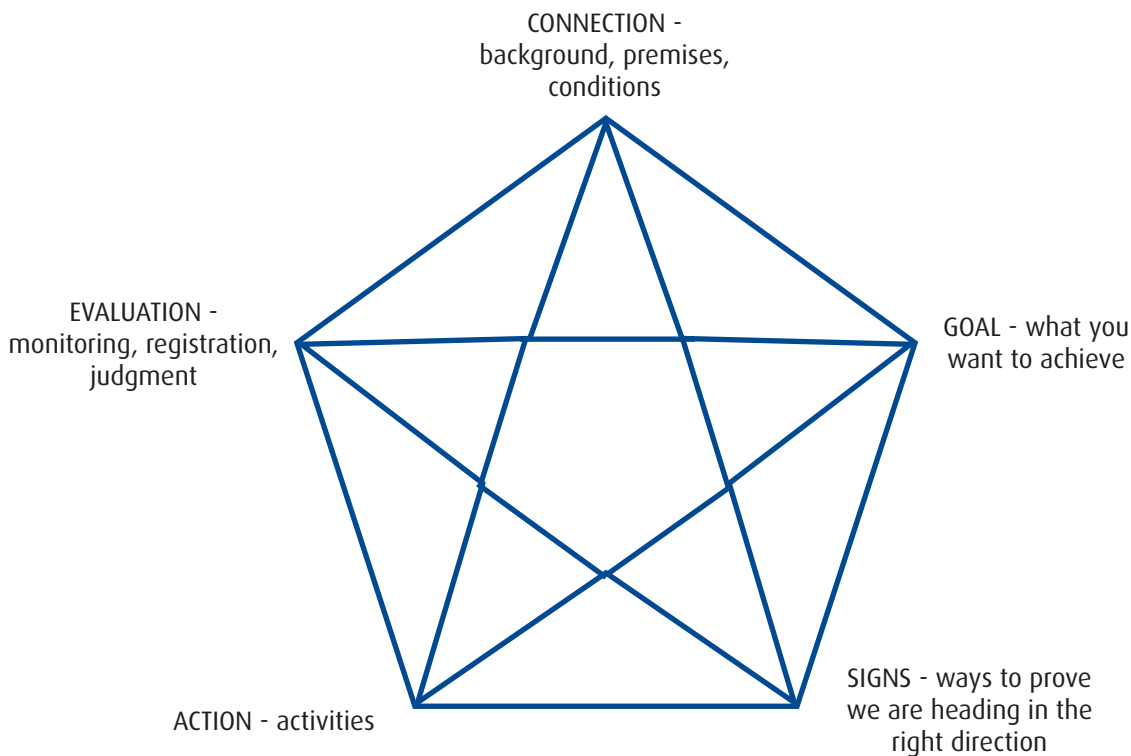 CONNECTION -
background, premises,
conditions
EVALUATION -
monitoring, registration,
judgment
GOAL - what you
want to achieve
ACTION - activities
SIGNS - ways to prove
we are heading in the
right direction